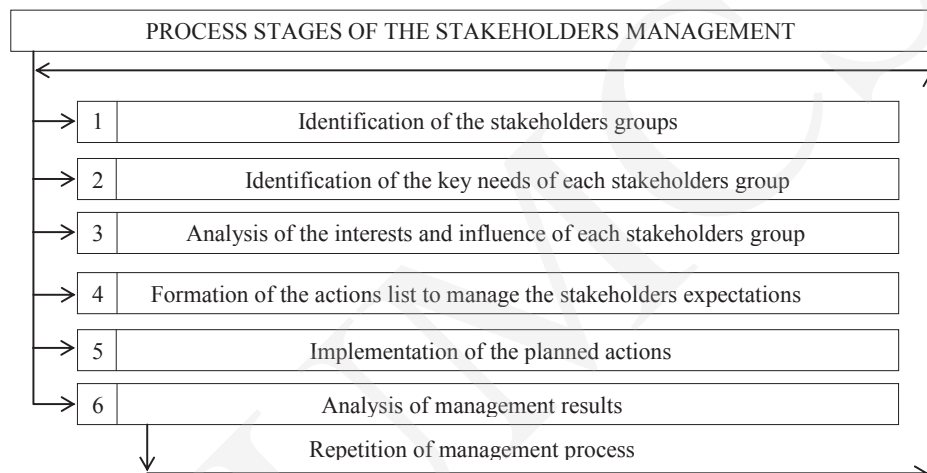 PROCESS STAGES OF THE STAKEHOLDERS MANAGEMENT
1 Identification of the stakeholders groups
2 Identification of the key needs of each stakeholders group
3 Analysis of the interests and influence of each stakeholders group
4 Formation of the actions list to manage the stakeholders expectations
5 Implementation of the planned actions
6 Analysis of management results
Repetition of management process
UMCS